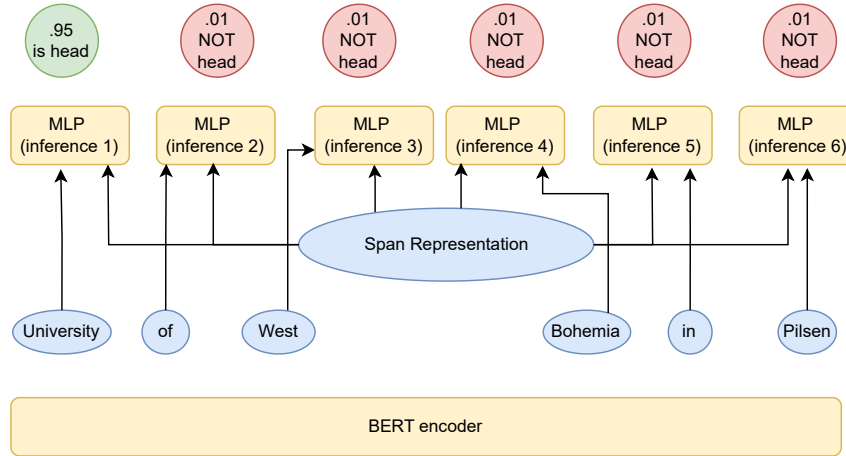 .95
is head
.01
NOT
head
.01
NOT
head
.01
NOT
head
.01
NOT
head
.01
NOT
head
MLP
(inference 1)
MLP
(inference 2)
MLP
(inference 3)
MLP
(inference 4)
MLP
(inference 5)
MLP
(inference 6)
Span Representation
University
of
West
Bohemia
in
Pilsen
BERT encoder